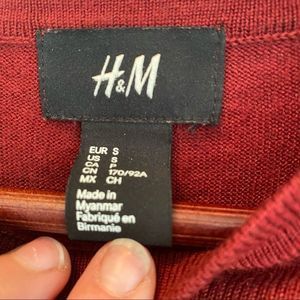 H&M
EUR S
US S
CA P
CN 170/92A
MX CH
Made in
Myanmar
Fabriqué en
Birmanie